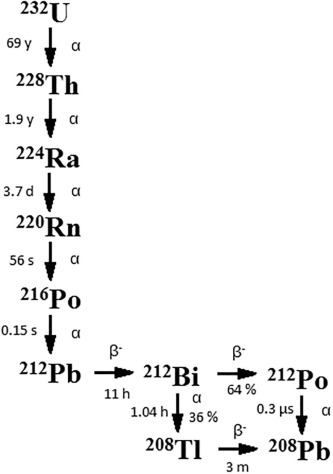 ²³²U
69 y α
²²⁸Th
1.9 y α
²²⁴Ra
3.7 d α
²²⁰Rn
56 s α
²¹⁶Po
0.15 s α
β⁻ β⁻
²¹²Pb ²¹²Bi ²¹²Po
11 h 64 %
1.04 h α 36 % 0.3 µs α
β⁻
²⁰⁸Tl ²⁰⁸Pb
3 m